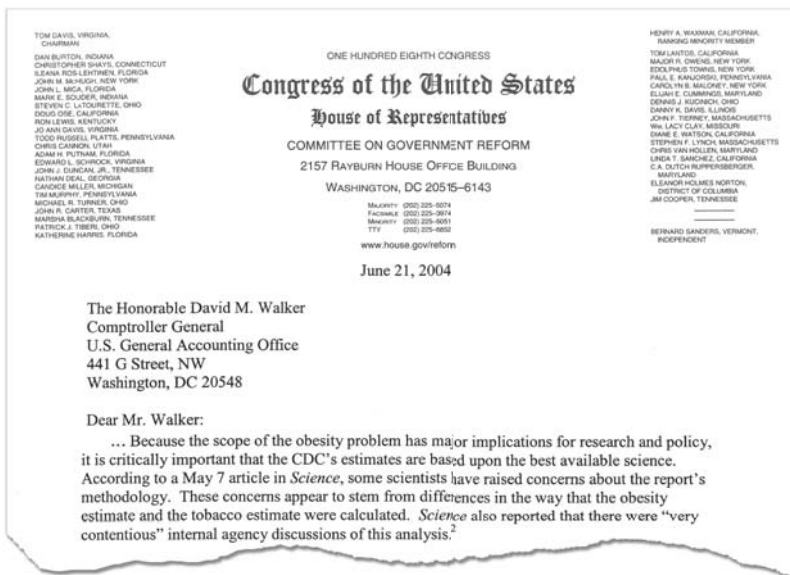 TOM DAVIS, VIRGINIA,
CHAIRMAN
DAN BURTON, INDIANA
CHRISTOPHER SHAYS, CONNECTICUT
ILEANA ROS-LEHTINEN, FLORIDA
JOHN M. McHUGH, NEW YORK
JOHN L. MICA, FLORIDA
MARK E. SOUDER, INDIANA
STEVEN C. LaTOURETTE, OHIO
DOUG OSE, CALIFORNIA
RON LEWIS, KENTUCKY
JO ANN DAVIS, VIRGINIA
TODD RUSSELL PLATTS, PENNSYLVANIA
CHRIS CANNON, UTAH
ADAM H. PUTNAM, FLORIDA
EDWARD L. SCHROCK, VIRGINIA
JOHN J. DUNCAN, JR., TENNESSEE
NATHAN DEAL, GEORGIA
CANDICE MILLER, MICHIGAN
TIM MURPHY, PENNSYLVANIA
MICHAEL R. TURNER, OHIO
JOHN R. CARTER, TEXAS
MARSHA BLACKBURN, TENNESSEE
PATRICK J. TIBERI, OHIO
KATHERINE HARRIS, FLORIDA
ONE HUNDRED EIGHTH CONGRESS
Congress of the United States
House of Representatives
COMMITTEE ON GOVERNMENT REFORM
2157 RAYBURN HOUSE OFFICE BUILDING
WASHINGTON, DC 20515–6143
MAJORITY (202) 225–5074
FACSIMILE (202) 225–3974
MINORITY (202) 225–5051
TTY (202) 225–6852
www.house.gov/reform
HENRY A. WAXMAN, CALIFORNIA,
RANKING MINORITY MEMBER
TOM LANTOS, CALIFORNIA
MAJOR R. OWENS, NEW YORK
EDOLPHUS TOWNS, NEW YORK
PAUL E. KANJORSKI, PENNSYLVANIA
CAROLYN B. MALONEY, NEW YORK
ELIJAH E. CUMMINGS, MARYLAND
DENNIS J. KUCINICH, OHIO
DANNY K. DAVIS, ILLINOIS
JOHN F. TIERNEY, MASSACHUSETTS
Wm. LACY CLAY, MISSOURI
DIANE E. WATSON, CALIFORNIA
STEPHEN F. LYNCH, MASSACHUSETTS
CHRIS VAN HOLLEN, MARYLAND
LINDA T. SANCHEZ, CALIFORNIA
C.A. DUTCH RUPPERSBERGER,
MARYLAND
ELEANOR HOLMES NORTON,
DISTRICT OF COLUMBIA
JIM COOPER, TENNESSEE
BERNARD SANDERS, VERMONT,
INDEPENDENT
June 21, 2004
The Honorable David M. Walker
Comptroller General
U.S. General Accounting Office
441 G Street, NW
Washington, DC 20548
Dear Mr. Walker:
... Because the scope of the obesity problem has major implications for research and policy,
it is critically important that the CDC's estimates are based upon the best available science.
According to a May 7 article in Science, some scientists have raised concerns about the report's
methodology. These concerns appear to stem from differences in the way that the obesity
estimate and the tobacco estimate were calculated. Science also reported that there were “very
contentious” internal agency discussions of this analysis.2